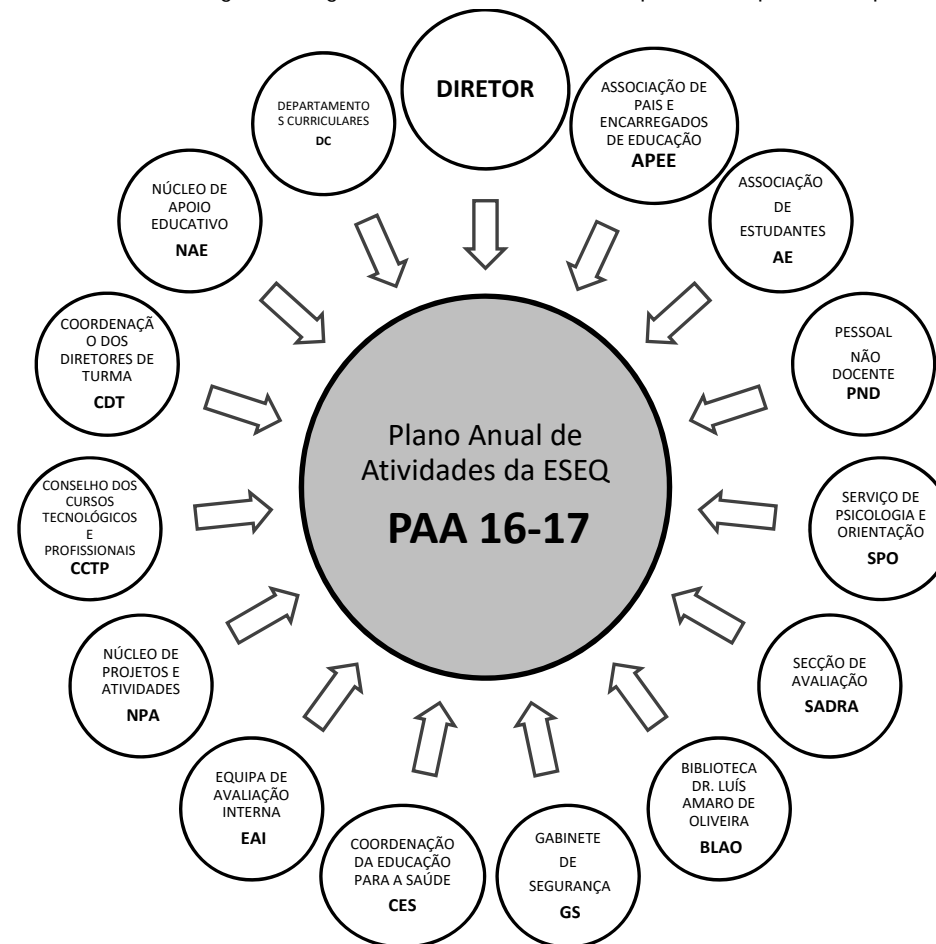 DIRETOR
ASSOCIAÇÃO DE
PAIS E
ENCARREGADOS
DE EDUCAÇÃO
APEE
ASSOCIAÇÃO
DE
ESTUDANTES
AE
PESSOAL
NÃO
DOCENTE
PND
SERVIÇO DE
PSICOLOGIA E
ORIENTAÇÃO
SPO
SECÇÃO DE
AVALIAÇÃO
SADRA
BIBLIOTECA
DR. LUÍS
AMARO DE
OLIVEIRA
BLAO
GABINETE
DE
SEGURANÇA
GS
COORDENAÇÃO
DA EDUCAÇÃO
PARA A SAÚDE
CES
EQUIPA DE
AVALIAÇÃO
INTERNA
EAI
NÚCLEO DE
PROJETOS E
ATIVIDADES
NPA
CONSELHO DOS
CURSOS
TECNOLÓGICOS
E
PROFISSIONAIS
CCTP
COORDENAÇÃ
O DOS
DIRETORES DE
TURMA
CDT
NÚCLEO DE
APOIO
EDUCATIVO
NAE
DEPARTAMENTO
S CURRICULARES
DC
Plano Anual de
Atividades da ESEQ
PAA 16-17